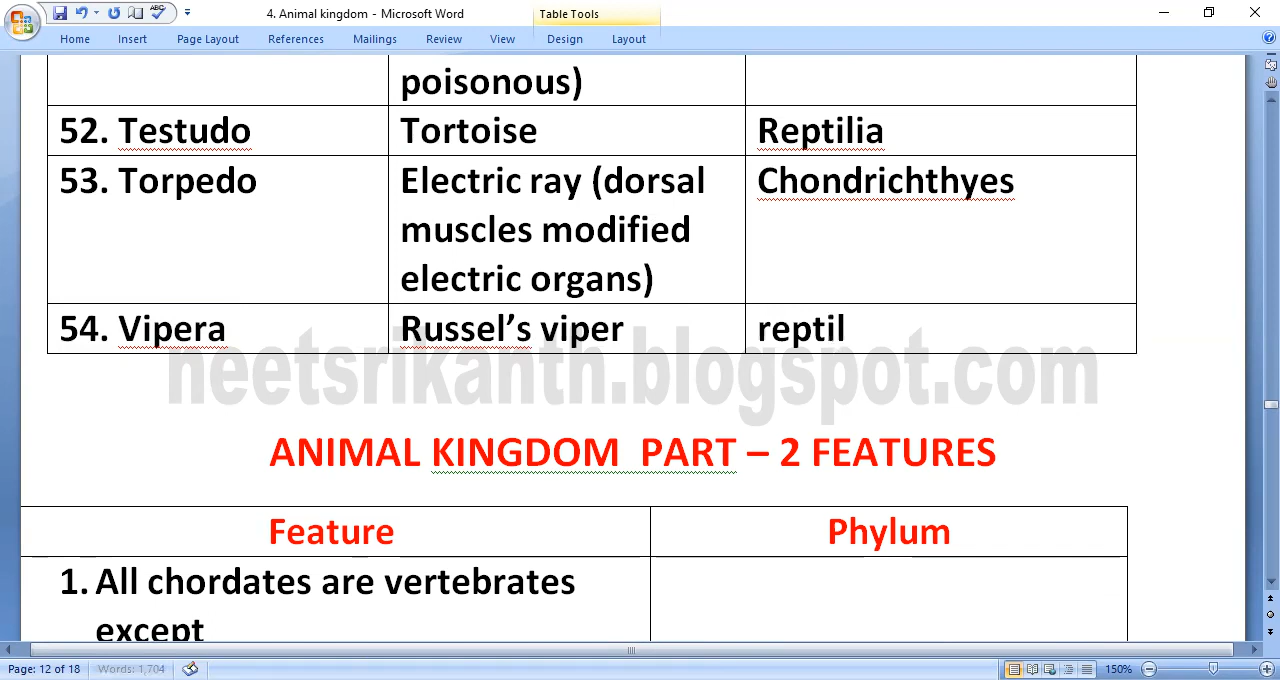 4. Animal kingdom - Microsoft Word
Table Tools
Home Insert Page Layout References Mailings Review View Design Layout
poisonous)
52. Testudo Tortoise Reptilia
53. Torpedo Electric ray (dorsal Chondrichthyes
muscles modified
electric organs)
54. Vipera Russel’s viper reptil
neetsrikanth.blogspot.com
ANIMAL KINGDOM PART – 2 FEATURES
Feature Phylum
1. All chordates are vertebrates
except
Page: 12 of 18 Words: 1,704 150%